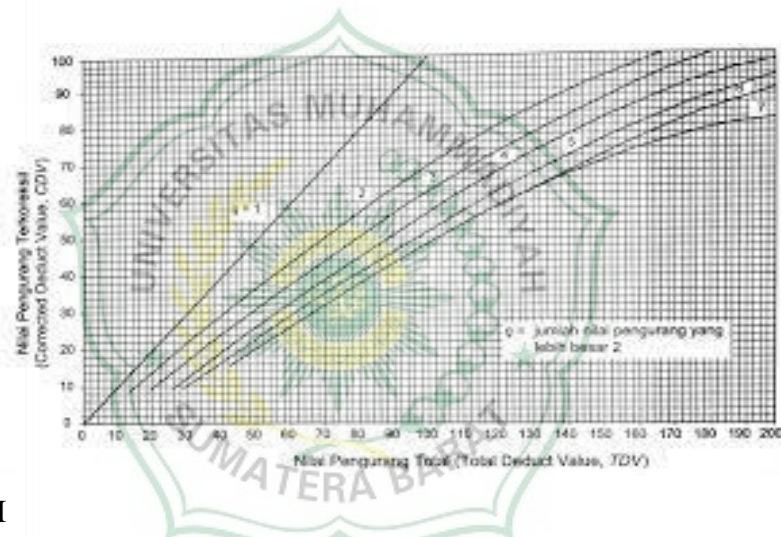 Nilai Pengurang Terkoreksi
(Corrected Deduct Value, CDV)
100
90
80
70
60
50
40
30
20
10
0
q = 1
2
3
4
5
7
q = jumlah nilai pengurang yang
lebih besar 2
0 10 20 30 40 50 60 70 80 90 100 110 120 130 140 150 160 170 180 190 200
Nilai Pengurang Total (Total Deduct Value, TDV)
UNIVERSITAS MUHAMMADIYAH
SUMATERA BARAT